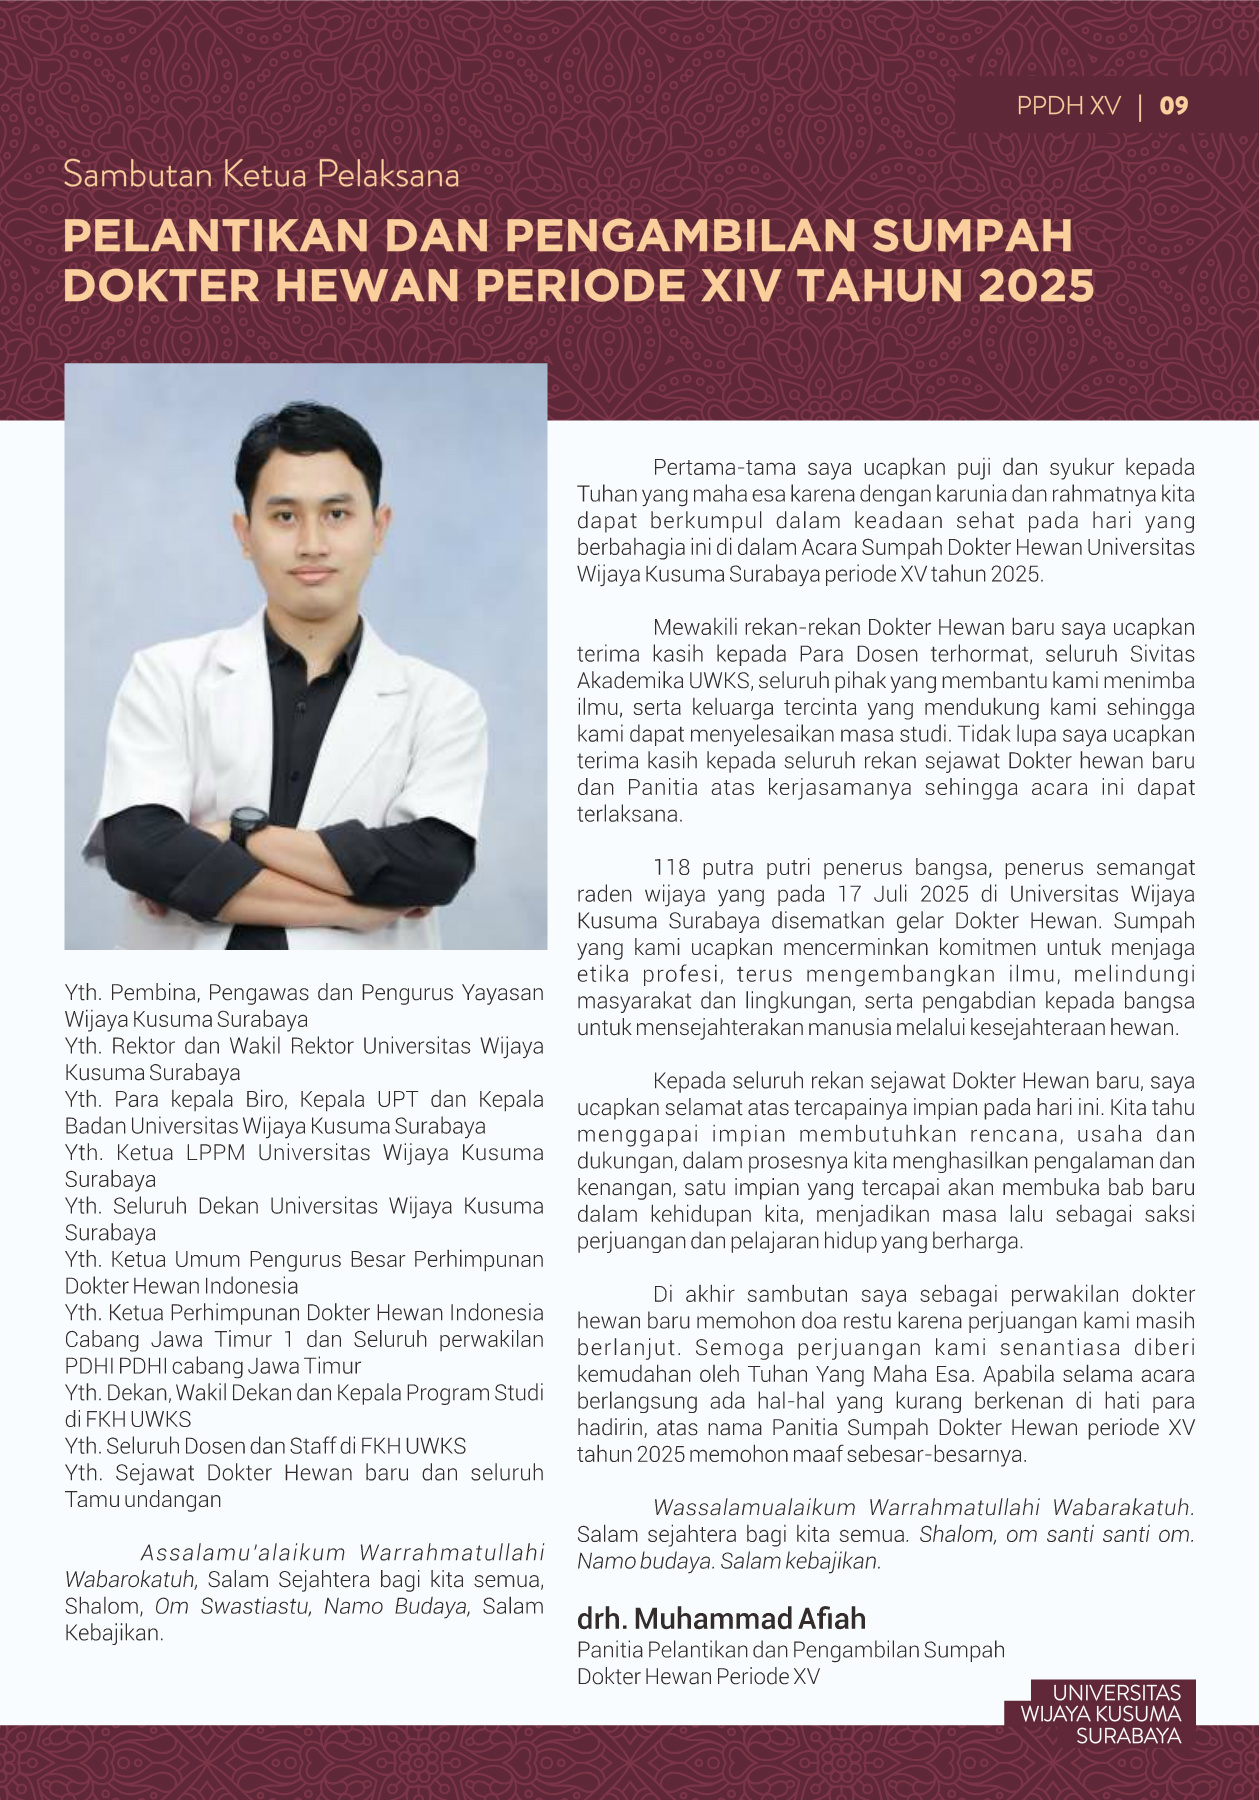 PPDH XV | 09
Sambutan Ketua Pelaksana
PELANTIKAN DAN PENGAMBILAN SUMPAH
DOKTER HEWAN PERIODE XIV TAHUN 2025
Yth. Pembina, Pengawas dan Pengurus Yayasan
Wijaya Kusuma Surabaya
Yth. Rektor dan Wakil Rektor Universitas Wijaya
Kusuma Surabaya
Yth. Para kepala Biro, Kepala UPT dan Kepala
Badan Universitas Wijaya Kusuma Surabaya
Yth. Ketua LPPM Universitas Wijaya Kusuma
Surabaya
Yth. Seluruh Dekan Universitas Wijaya Kusuma
Surabaya
Yth. Ketua Umum Pengurus Besar Perhimpunan
Dokter Hewan Indonesia
Yth. Ketua Perhimpunan Dokter Hewan Indonesia
Cabang Jawa Timur 1 dan Seluruh perwakilan
PDHI PDHI cabang Jawa Timur
Yth. Dekan, Wakil Dekan dan Kepala Program Studi
di FKH UWKS
Yth. Seluruh Dosen dan Staff di FKH UWKS
Yth. Sejawat Dokter Hewan baru dan seluruh
Tamu undangan
Assalamu'alaikum Warrahmatullahi
Wabarokatuh, Salam Sejahtera bagi kita semua,
Shalom, Om Swastiastu, Namo Budaya, Salam
Kebajikan.
Pertama-tama saya ucapkan puji dan syukur kepada
Tuhan yang maha esa karena dengan karunia dan rahmatnya kita
dapat berkumpul dalam keadaan sehat pada hari yang
berbahagia ini di dalam Acara Sumpah Dokter Hewan Universitas
Wijaya Kusuma Surabaya periode XV tahun 2025.
Mewakili rekan-rekan Dokter Hewan baru saya ucapkan
terima kasih kepada Para Dosen terhormat, seluruh Sivitas
Akademika UWKS, seluruh pihak yang membantu kami menimba
ilmu, serta keluarga tercinta yang mendukung kami sehingga
kami dapat menyelesaikan masa studi. Tidak lupa saya ucapkan
terima kasih kepada seluruh rekan sejawat Dokter hewan baru
dan Panitia atas kerjasamanya sehingga acara ini dapat
terlaksana.
118 putra putri penerus bangsa, penerus semangat
raden wijaya yang pada 17 Juli 2025 di Universitas Wijaya
Kusuma Surabaya disematkan gelar Dokter Hewan. Sumpah
yang kami ucapkan mencerminkan komitmen untuk menjaga
etika profesi, terus mengembangkan ilmu, melindungi
masyarakat dan lingkungan, serta pengabdian kepada bangsa
untuk mensejahterakan manusia melalui kesejahteraan hewan.
Kepada seluruh rekan sejawat Dokter Hewan baru, saya
ucapkan selamat atas tercapainya impian pada hari ini. Kita tahu
menggapai impian membutuhkan rencana, usaha dan
dukungan, dalam prosesnya kita menghasilkan pengalaman dan
kenangan, satu impian yang tercapai akan membuka bab baru
dalam kehidupan kita, menjadikan masa lalu sebagai saksi
perjuangan dan pelajaran hidup yang berharga.
Di akhir sambutan saya sebagai perwakilan dokter
hewan baru memohon doa restu karena perjuangan kami masih
berlanjut. Semoga perjuangan kami senantiasa diberi
kemudahan oleh Tuhan Yang Maha Esa. Apabila selama acara
berlangsung ada hal-hal yang kurang berkenan di hati para
hadirin, atas nama Panitia Sumpah Dokter Hewan periode XV
tahun 2025 memohon maaf sebesar-besarnya.
Wassalamualaikum Warrahmatullahi Wabarakatuh.
Salam sejahtera bagi kita semua. Shalom, om santi santi om.
Namo budaya. Salam kebajikan.
drh. Muhammad Afiah
Panitia Pelantikan dan Pengambilan Sumpah
Dokter Hewan Periode XV
UNIVERSITAS
WIJAYA KUSUMA
SURABAYA